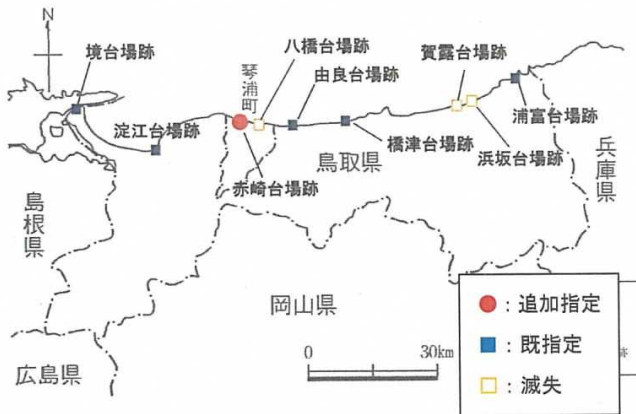 N
境台場跡
淀江台場跡
琴浦町
八橋台場跡
由良台場跡
賀露台場跡
浦富台場跡
浜坂台場跡
橋津台場跡
赤崎台場跡
鳥取県
兵庫県
島根県
岡山県
広島県
0 30km
：追加指定
：既指定
：滅失
跡